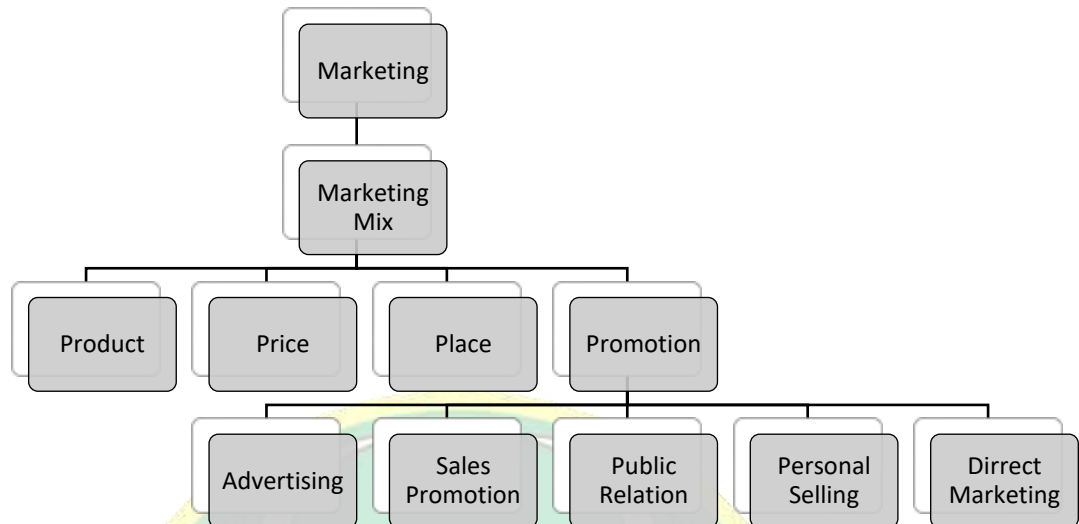 Marketing
Marketing
Mix
Product
Price
Place
Promotion
Advertising
Sales
Promotion
Public
Relation
Personal
Selling
Dirrect
Marketing